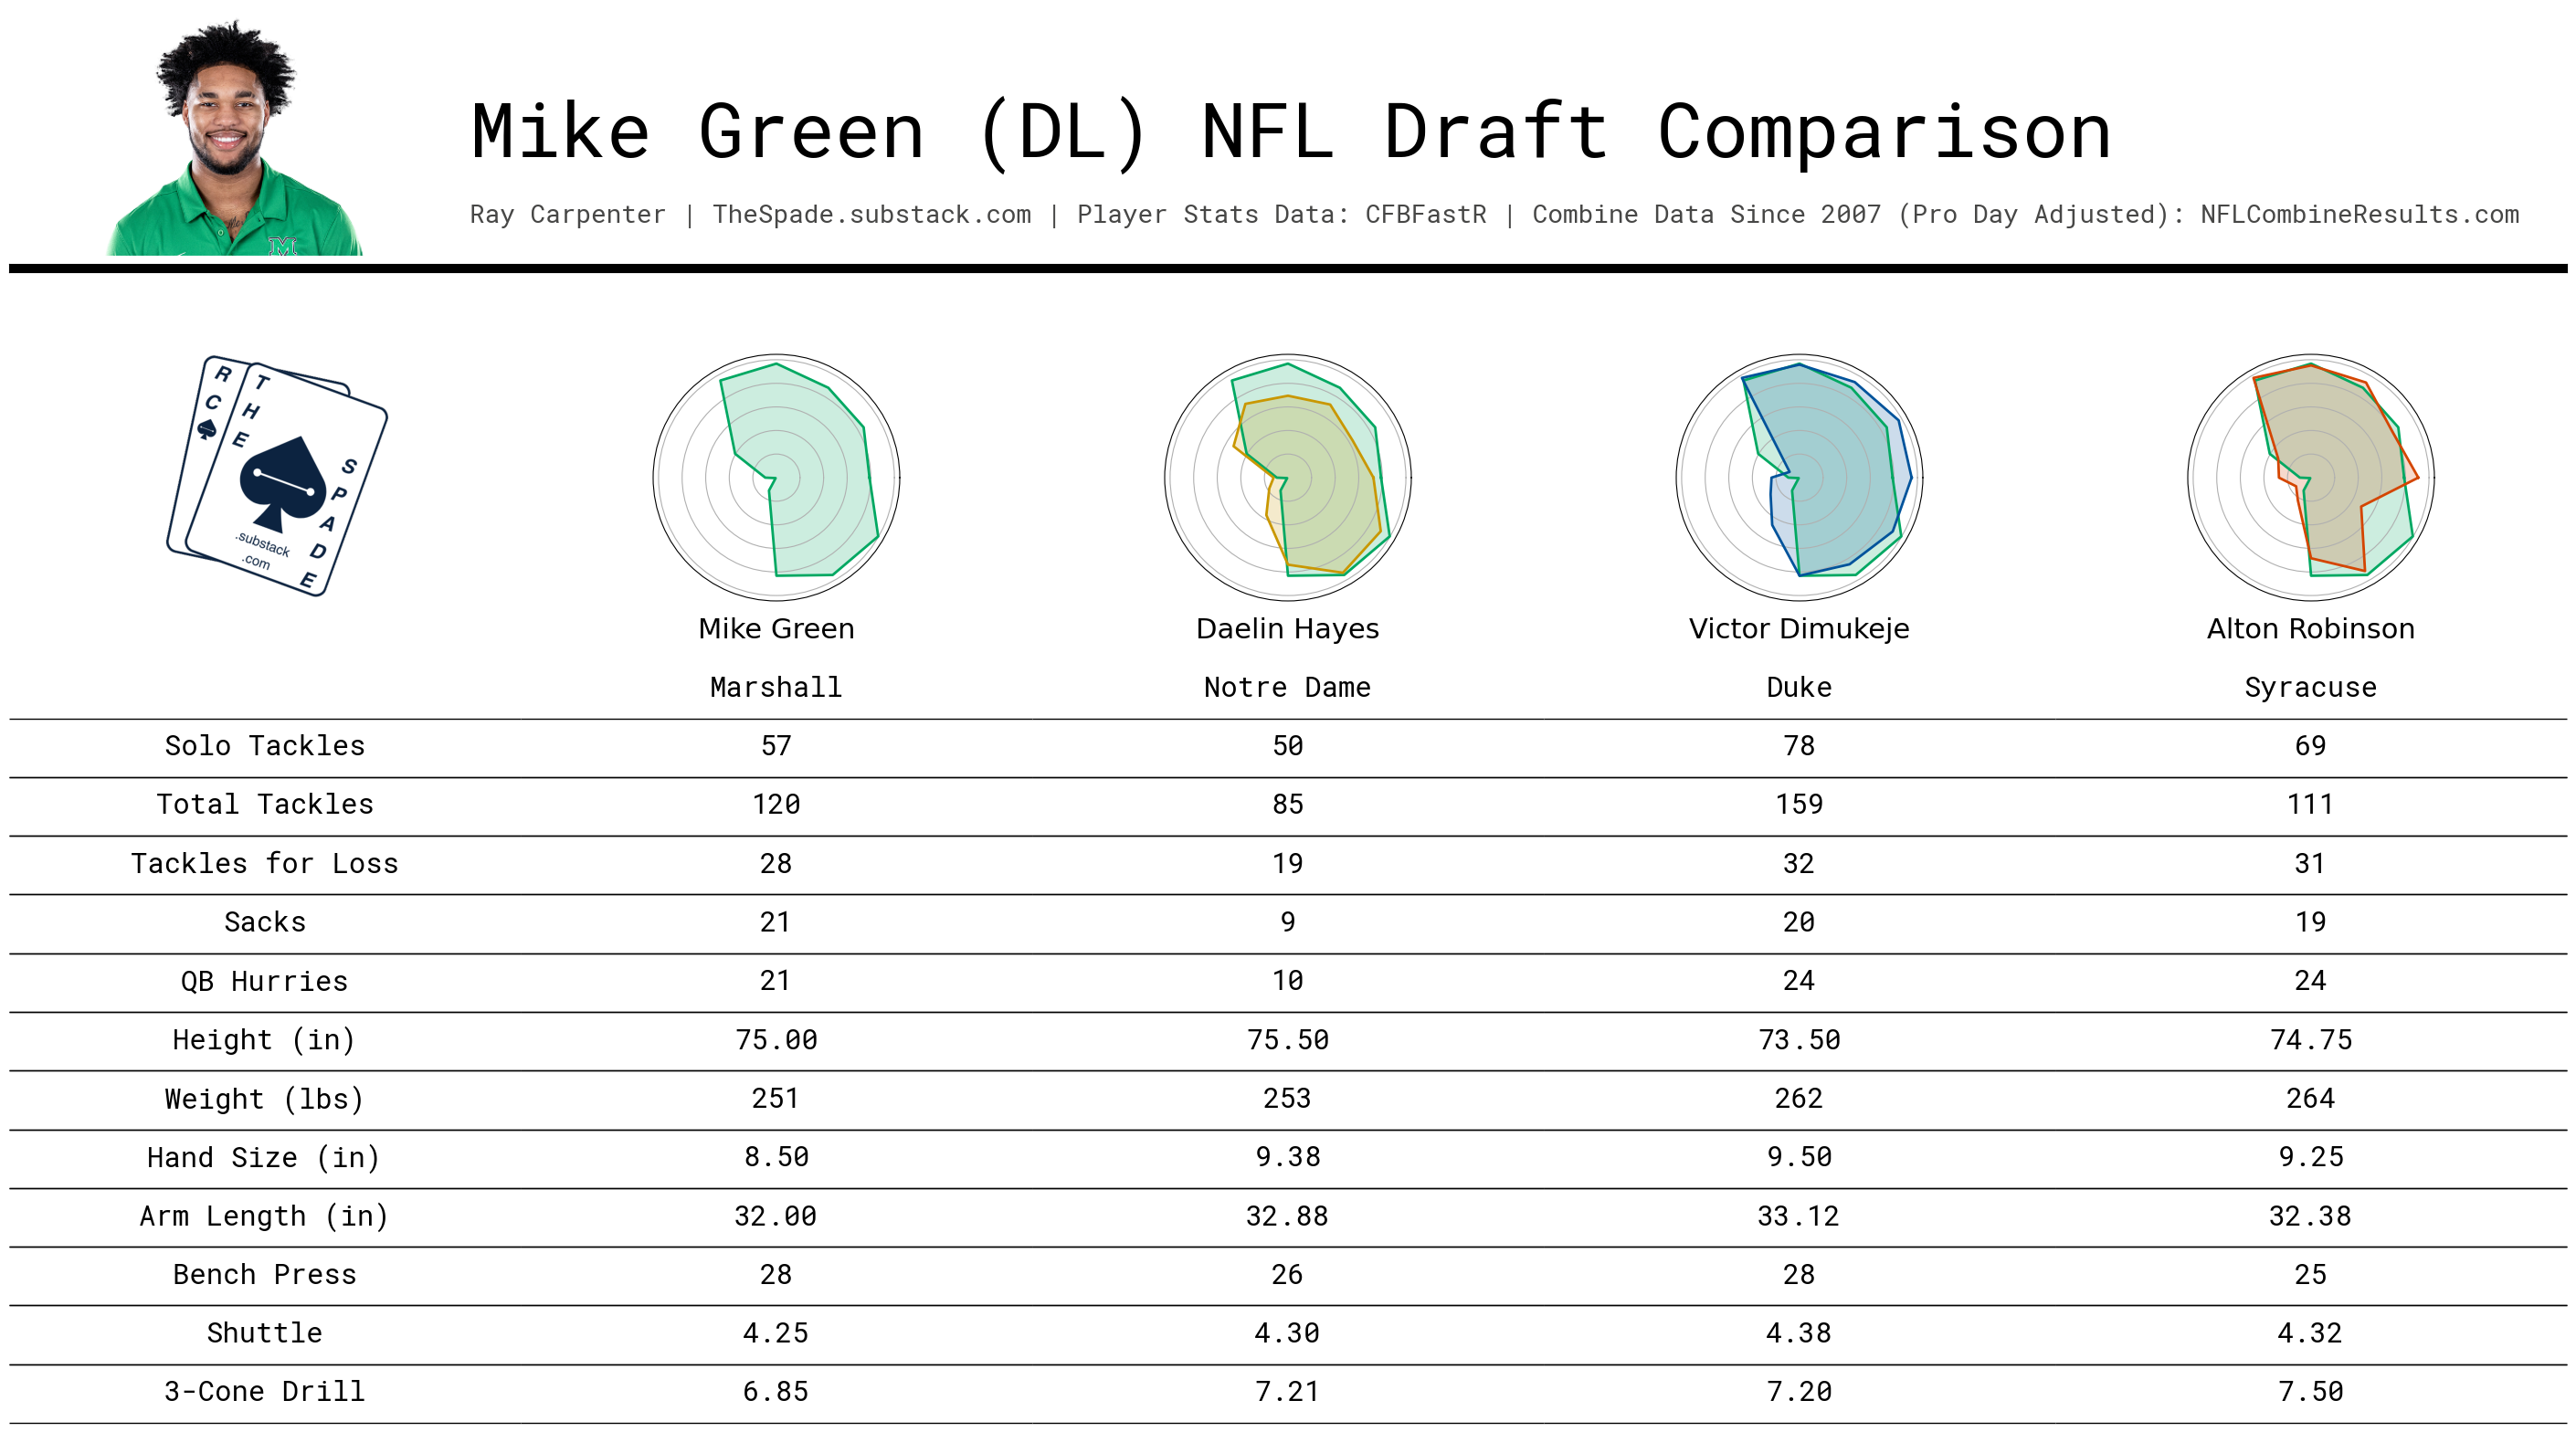 Mike Green (DL) NFL Draft Comparison
Ray Carpenter | TheSpade.substack.com | Player Stats Data: CFBFastR | Combine Data Since 2007 (Pro Day Adjusted): NFLCombineResults.com
M
R C
THE
SPADE
.substack
.com
Mike Green Daelin Hayes Victor Dimukeje Alton Robinson
Marshall Notre Dame Duke Syracuse
Solo Tackles 57 50 78 69
Total Tackles 120 85 159 111
Tackles for Loss 28 19 32 31
Sacks 21 9 20 19
QB Hurries 21 10 24 24
Height (in) 75.00 75.50 73.50 74.75
Weight (lbs) 251 253 262 264
Hand Size (in) 8.50 9.38 9.50 9.25
Arm Length (in) 32.00 32.88 33.12 32.38
Bench Press 28 26 28 25
Shuttle 4.25 4.30 4.38 4.32
3-Cone Drill 6.85 7.21 7.20 7.50